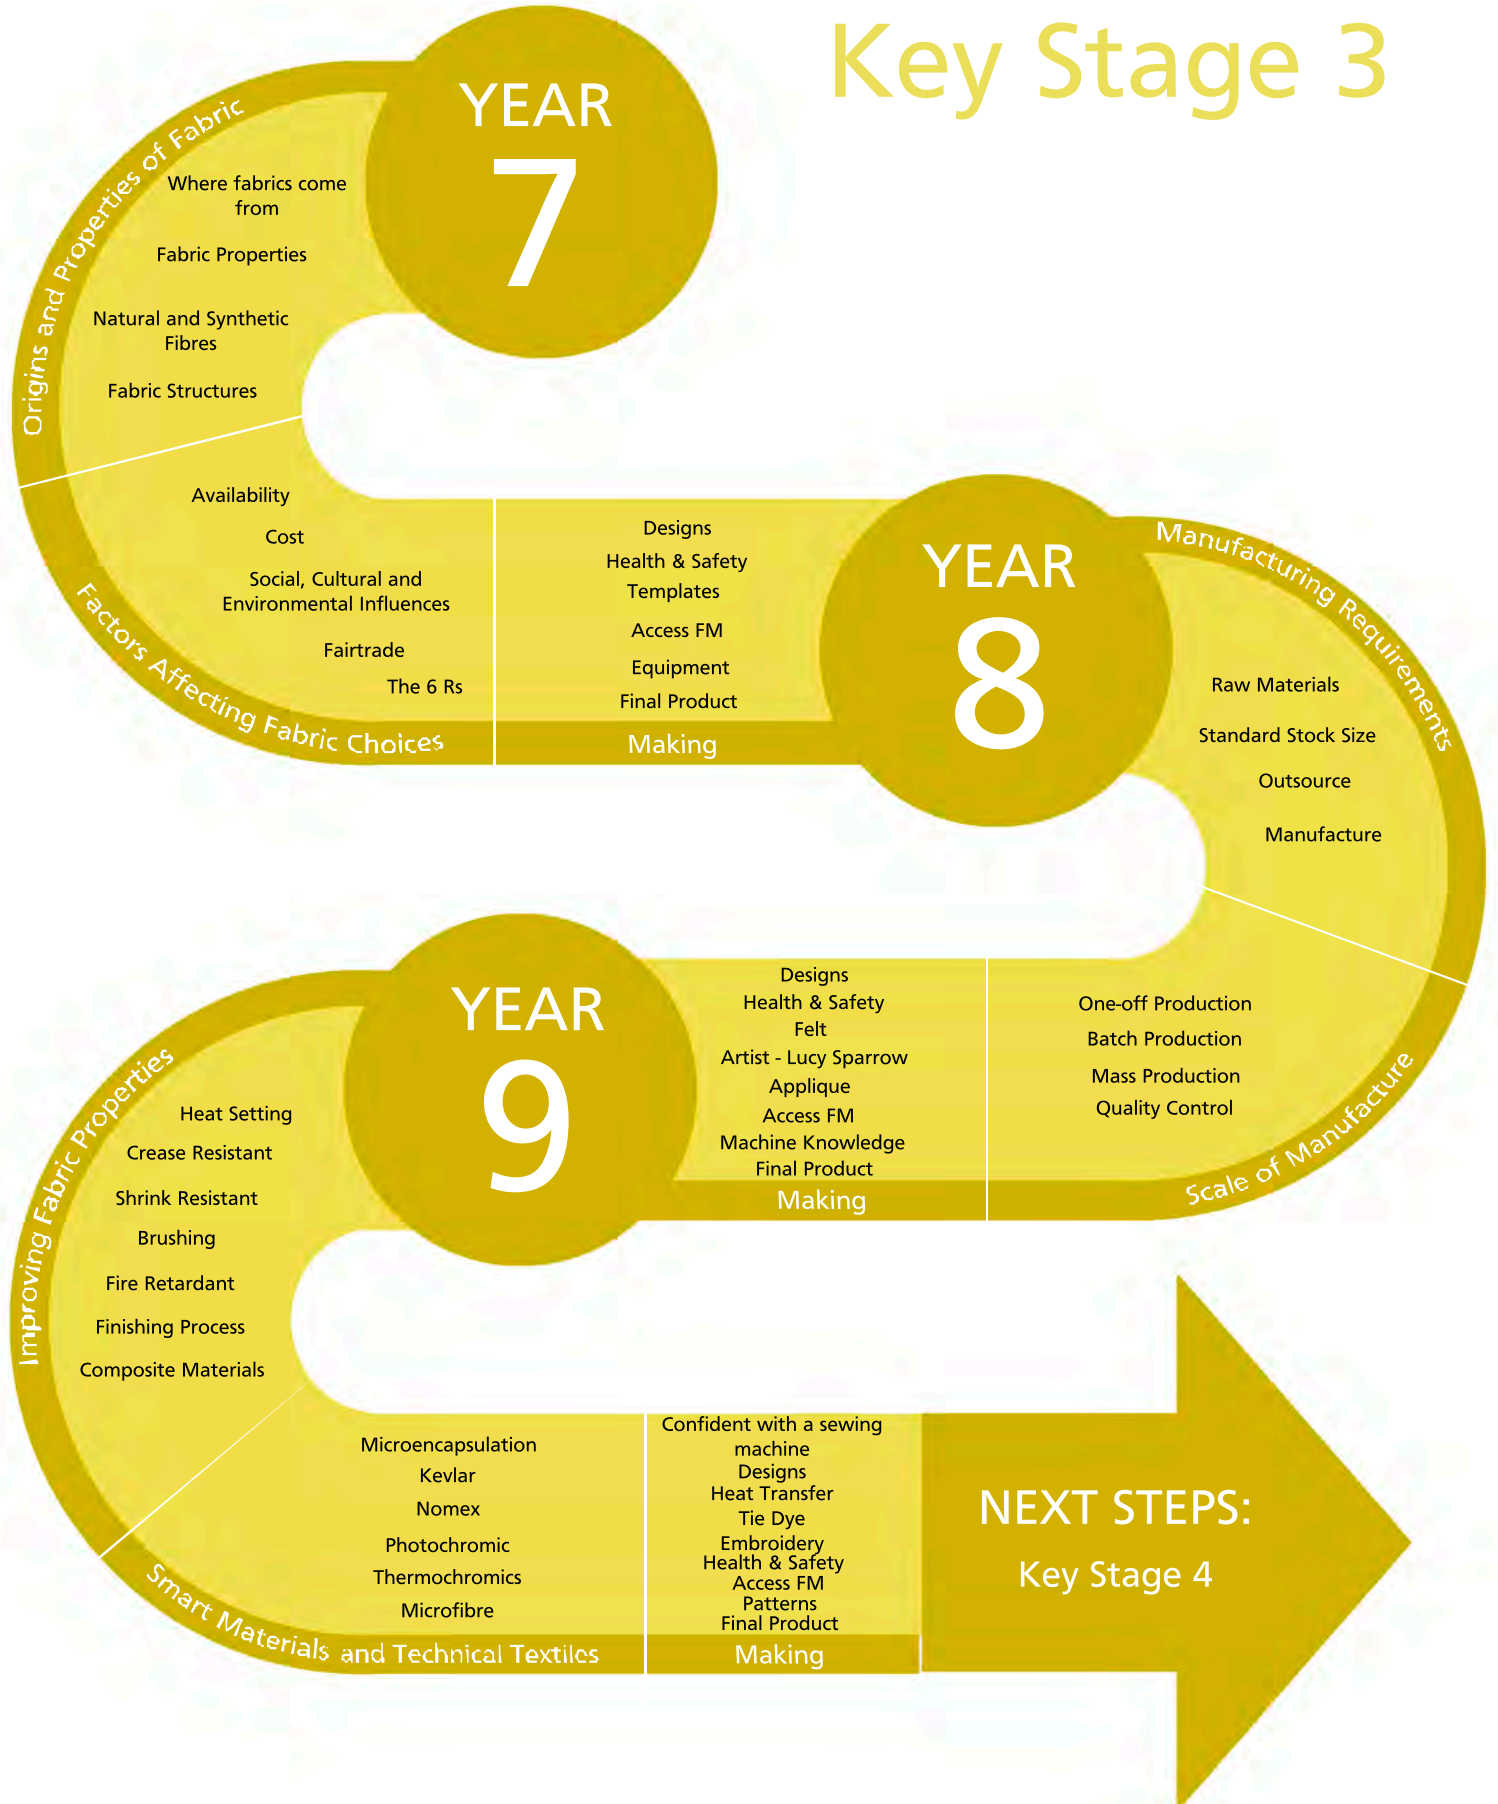 Key Stage 3
YEAR
7
Origins and Properties of Fabric
Where fabrics come
from
Fabric Properties
Natural and Synthetic
Fibres
Fabric Structures
Factors Affecting Fabric Choices
Availability
Cost
Social, Cultural and
Environmental Influences
Fairtrade
The 6 Rs
Designs
Health & Safety
Templates
Access FM
Equipment
Final Product
Making
YEAR
8
Manufacturing Requirements
Raw Materials
Standard Stock Size
Outsource
Manufacture
Scale of Manufacture
One-off Production
Batch Production
Mass Production
Quality Control
Designs
Health & Safety
Felt
Artist - Lucy Sparrow
Applique
Access FM
Machine Knowledge
Final Product
Making
YEAR
9
Improving Fabric Properties
Heat Setting
Crease Resistant
Shrink Resistant
Brushing
Fire Retardant
Finishing Process
Composite Materials
Smart Materials and Technical Textiles
Microencapsulation
Kevlar
Nomex
Photochromic
Thermochromics
Microfibre
Confident with a sewing
machine
Designs
Heat Transfer
Tie Dye
Embroidery
Health & Safety
Access FM
Patterns
Final Product
Making
NEXT STEPS:
Key Stage 4